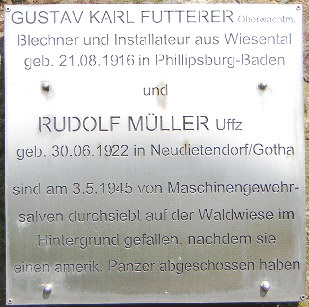 GUSTAV KARL FUTTERER Oberwachtm,
Blechner und Installateur aus Wiesental
geb. 21.08.1916 in Phillipsburg-Baden
und
RUDOLF MÜLLER Uffz
geb. 30.06.1922 in Neudietendorf/Gotha
sind am 3.5.1945 von Maschinengewehr-
salven durchsiebt auf der Waldwiese im
Hintergrund gefallen, nachdem sie
einen amerik. Panzer abgeschossen haben